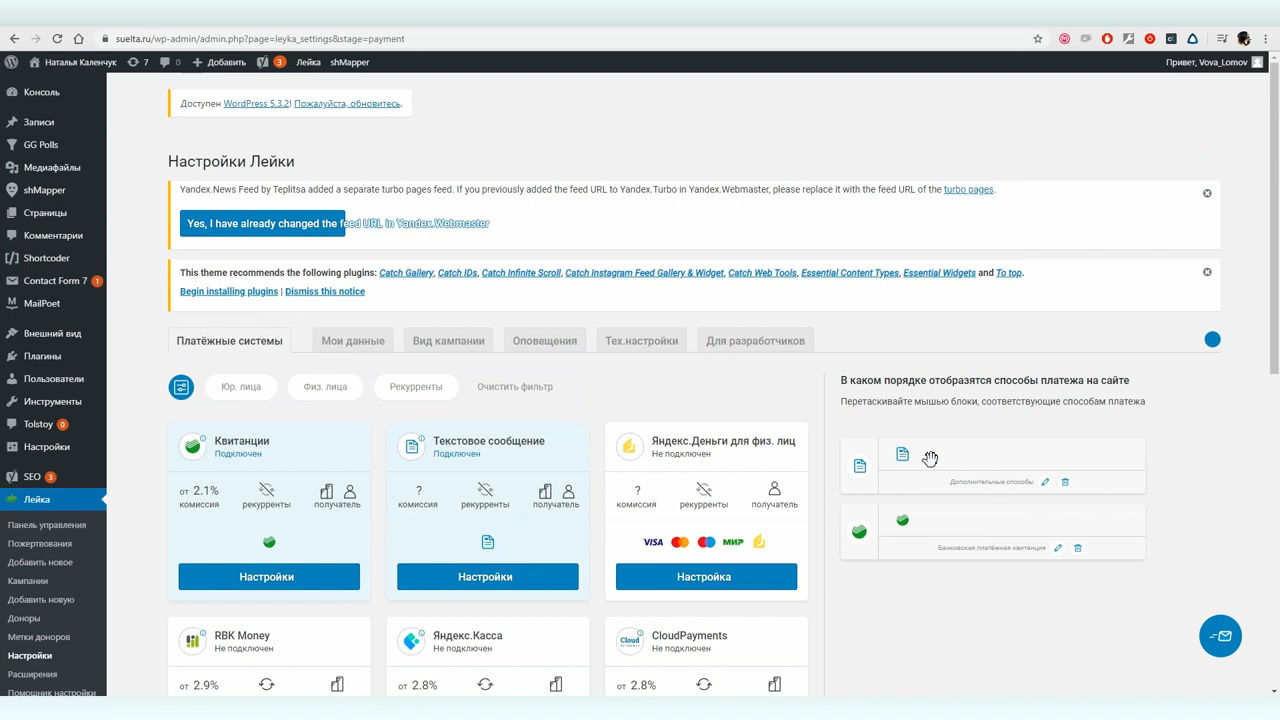 suelta.ru/wp-admin/admin.php?page=leyka_settings&stage=payment
Наталья Каленчук 7 0 Добавить 3 Лейка shMapper Привет, Vova_Lomov
Консоль
Записи
GG Polls
Медиафайлы
shMapper
Страницы
Комментарии
Shortcoder
Contact Form 7 1
MailPoet
Внешний вид
Плагины
Пользователи
Инструменты
Tolstoy 0
Настройки
SEO 3
Лейка
Панель управления
Пожертвования
Добавить новое
Кампании
Добавить новую
Доноры
Метки доноров
Настройки
Расширения
Помощник настройки
Доступен WordPress 5.3.2! Пожалуйста, обновитесь.
Настройки Лейки
Yandex.News Feed by Teplitsa added a separate turbo pages feed. If you previously added the feed URL to Yandex.Turbo in Yandex.Webmaster, please replace it with the feed URL of the turbo pages.
Yes, I have already changed the feed URL in Yandex.Webmaster
This theme recommends the following plugins: Catch Gallery, Catch IDs, Catch Infinite Scroll, Catch Instagram Feed Gallery & Widget, Catch Web Tools, Essential Content Types, Essential Widgets and To top.
Begin installing plugins | Dismiss this notice
Платёжные системы Мои данные Вид кампании Оповещения Тех.настройки Для разработчиков
Юр. лица Физ. лица Рекурренты Очистить фильтр
Квитанции
Подключен
от 2.1%
комиссия рекурренты получатель
Настройки
Текстовое сообщение
Подключен
?
комиссия рекурренты получатель
Настройки
Яндекс.Деньги для физ. лиц
Не подключен
?
комиссия рекурренты получатель
VISA МИР
Настройка
RBK Money
Не подключен
от 2.9%
Яндекс.Касса
Не подключен
от 2.8%
Cloud PAYMENTS
CloudPayments
Не подключен
от 2.8%
В каком порядке отобразятся способы платежа на сайте
Перетаскивайте мышью блоки, соответствующие способам платежа
Дополнительные способы
Банковская платёжная квитанция